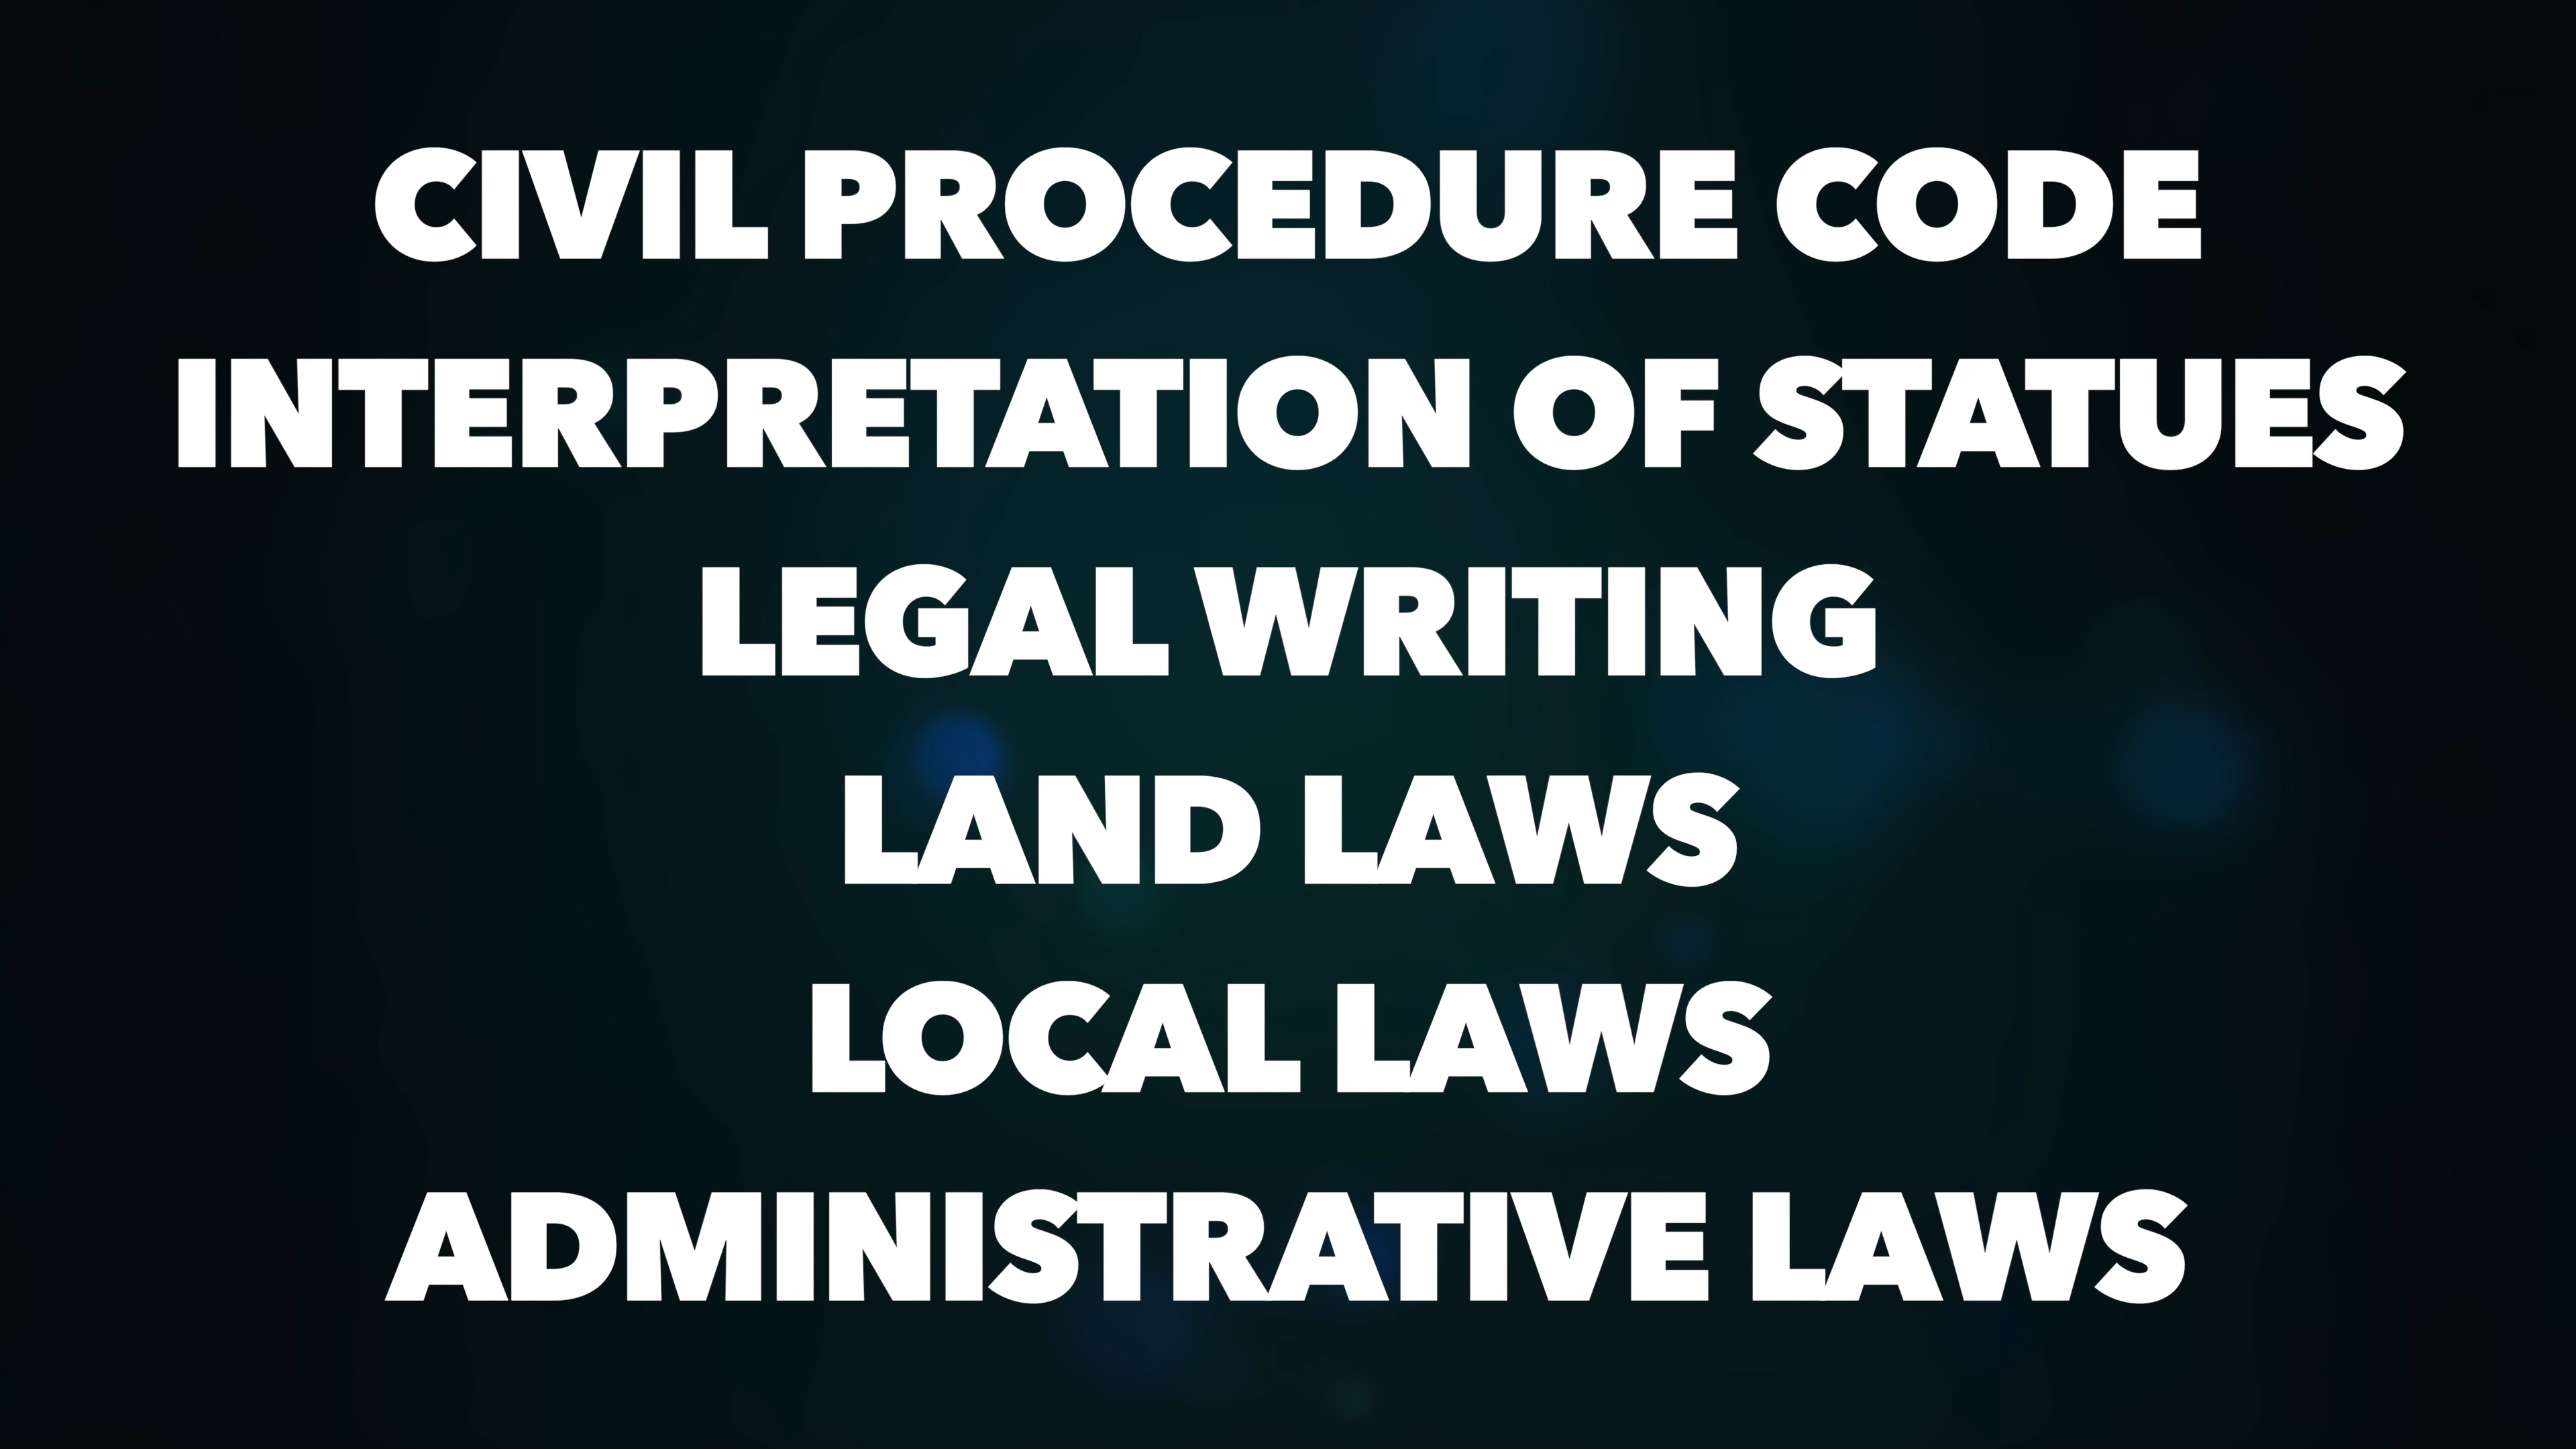 CIVIL PROCEDURE CODE
INTERPRETATION OF STATUES
LEGAL WRITING
LAND LAWS
LOCAL LAWS
ADMINISTRATIVE LAWS